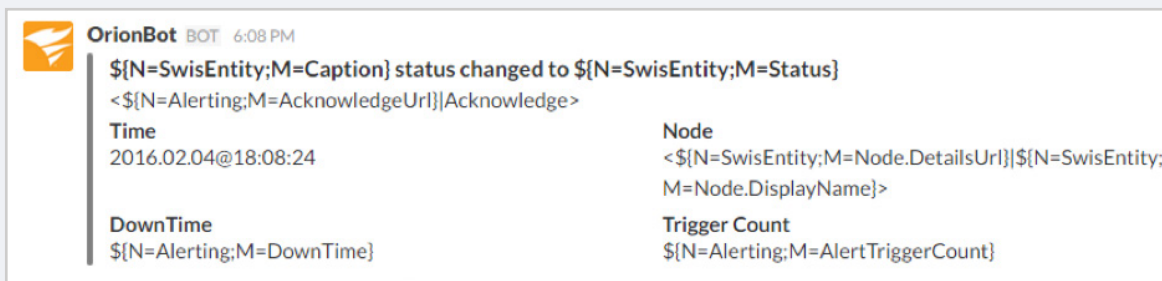 OrionBot BOT 6:08 PM
${N=SwisEntity;M=Caption} status changed to ${N=SwisEntity;M=Status}
<${N=Alerting;M=AcknowledgeUrl}|Acknowledge>
Time
2016.02.04@18:08:24
Node
<${N=SwisEntity;M=Node.DetailsUrl}|${N=SwisEntity;
M=Node.DisplayName}>
DownTime
${N=Alerting;M=DownTime}
Trigger Count
${N=Alerting;M=AlertTriggerCount}